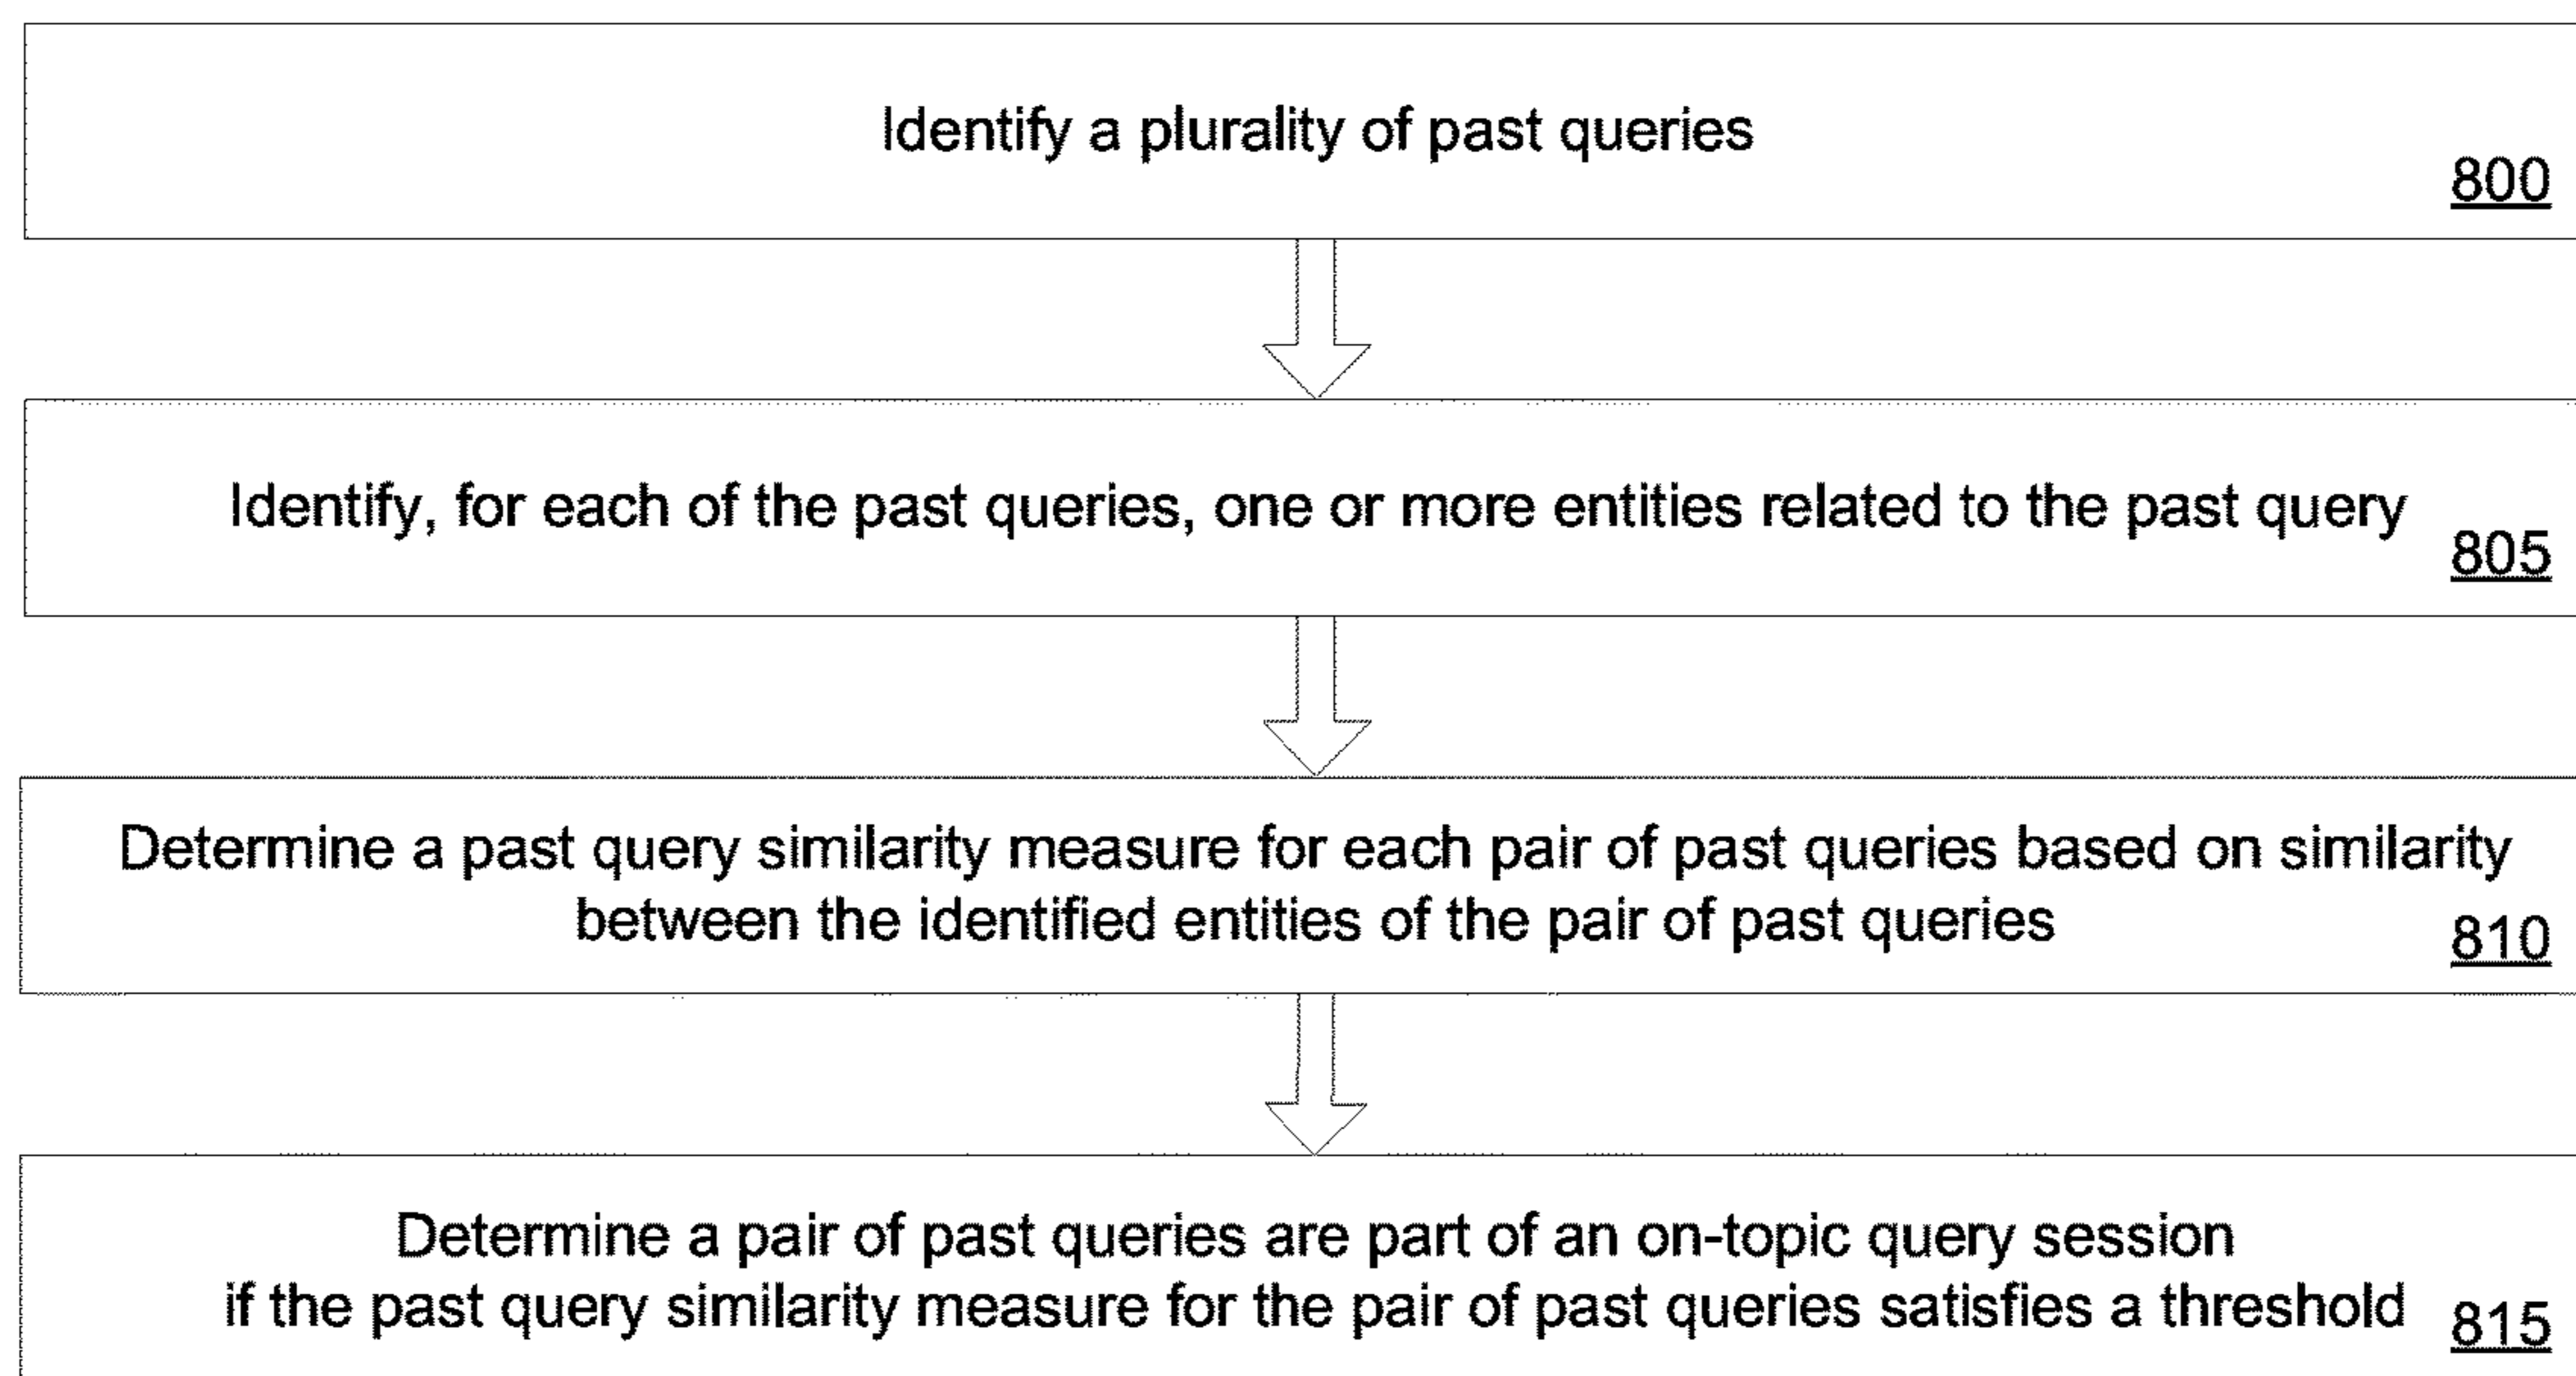 Identify a plurality of past queries
800
Identify, for each of the past queries, one or more entities related to the past query
805
Determine a past query similarity measure for each pair of past queries based on similarity
between the identified entities of the pair of past queries
810
Determine a pair of past queries are part of an on-topic query session
if the past query similarity measure for the pair of past queries satisfies a threshold
815